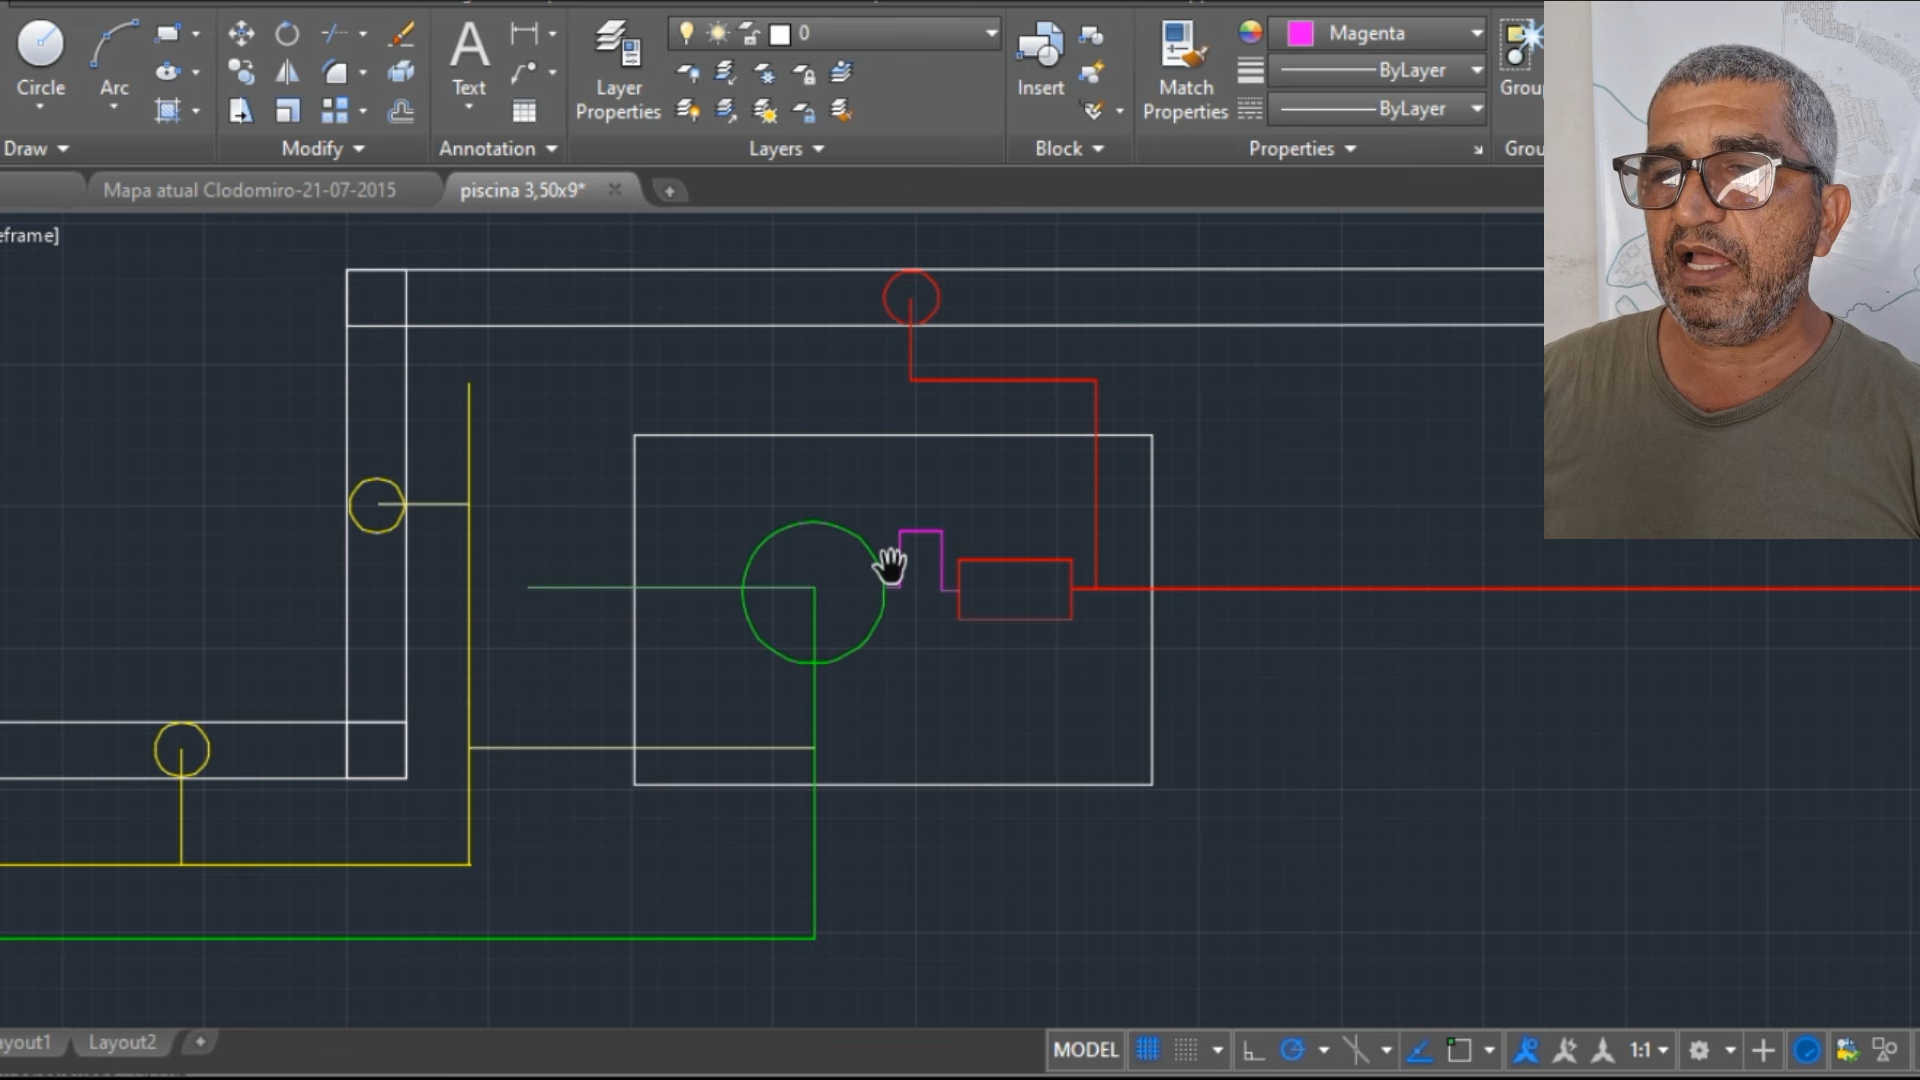 0
Magenta
ByLayer
ByLayer
Circle
Arc
Text
Layer
Properties
Insert
Match
Properties
Grou
Draw
Modify
Annotation
Layers
Block
Properties
Grou
Mapa atual Clodomiro-21-07-2015
piscina 3,50x9*
eframe]
ayout1
Layout2
MODEL
1:1